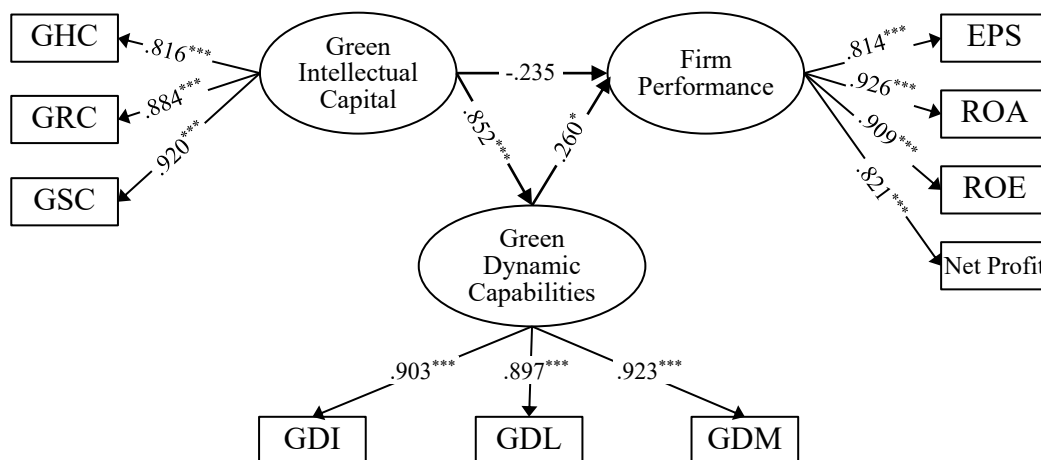 GHC
.816***
GRC
.884***
GSC
.920***
Green
Intellectual
Capital
-.235
.852***
.260*
Firm
Performance
.814***
EPS
.926***
ROA
.909***
ROE
.821***
Net Profit
Green
Dynamic
Capabilities
.903***
.897***
.923***
GDI
GDL
GDM